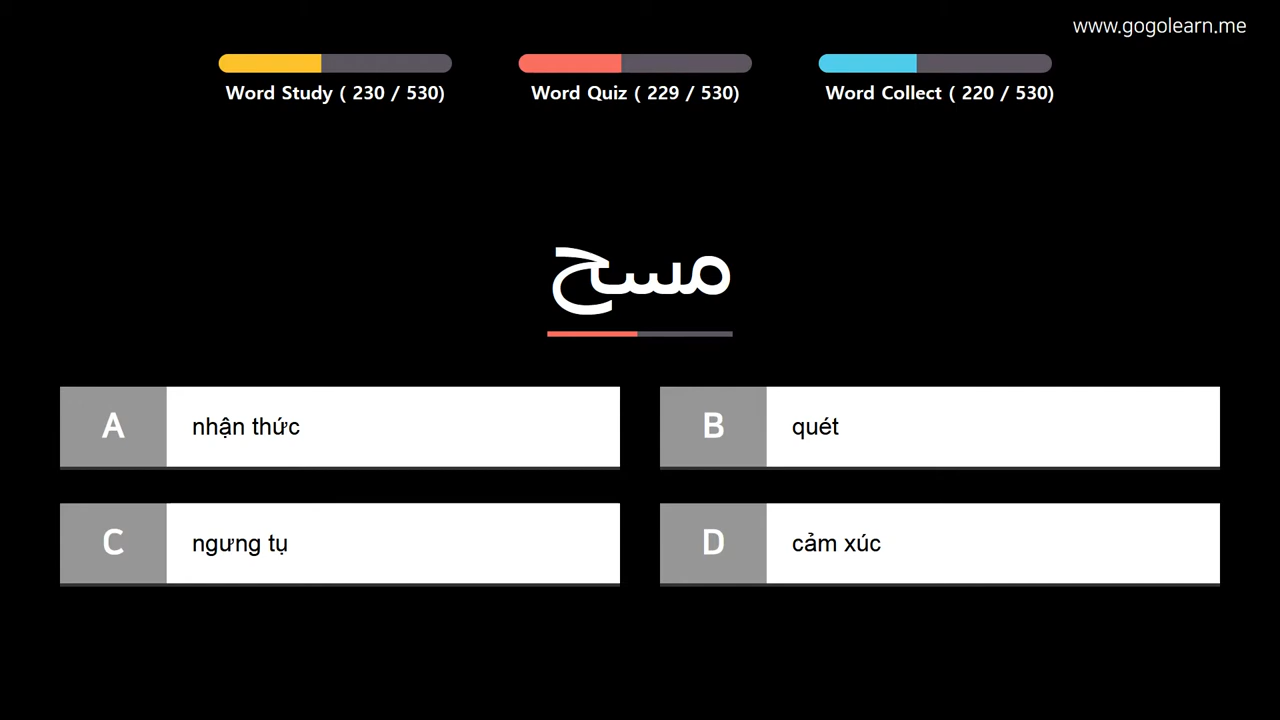 www.gogolearn.me
Word Study ( 230 / 530)
Word Quiz ( 229 / 530)
Word Collect ( 220 / 530)
مسح
A nhận thức
B quét
C ngưng tụ
D cảm xúc